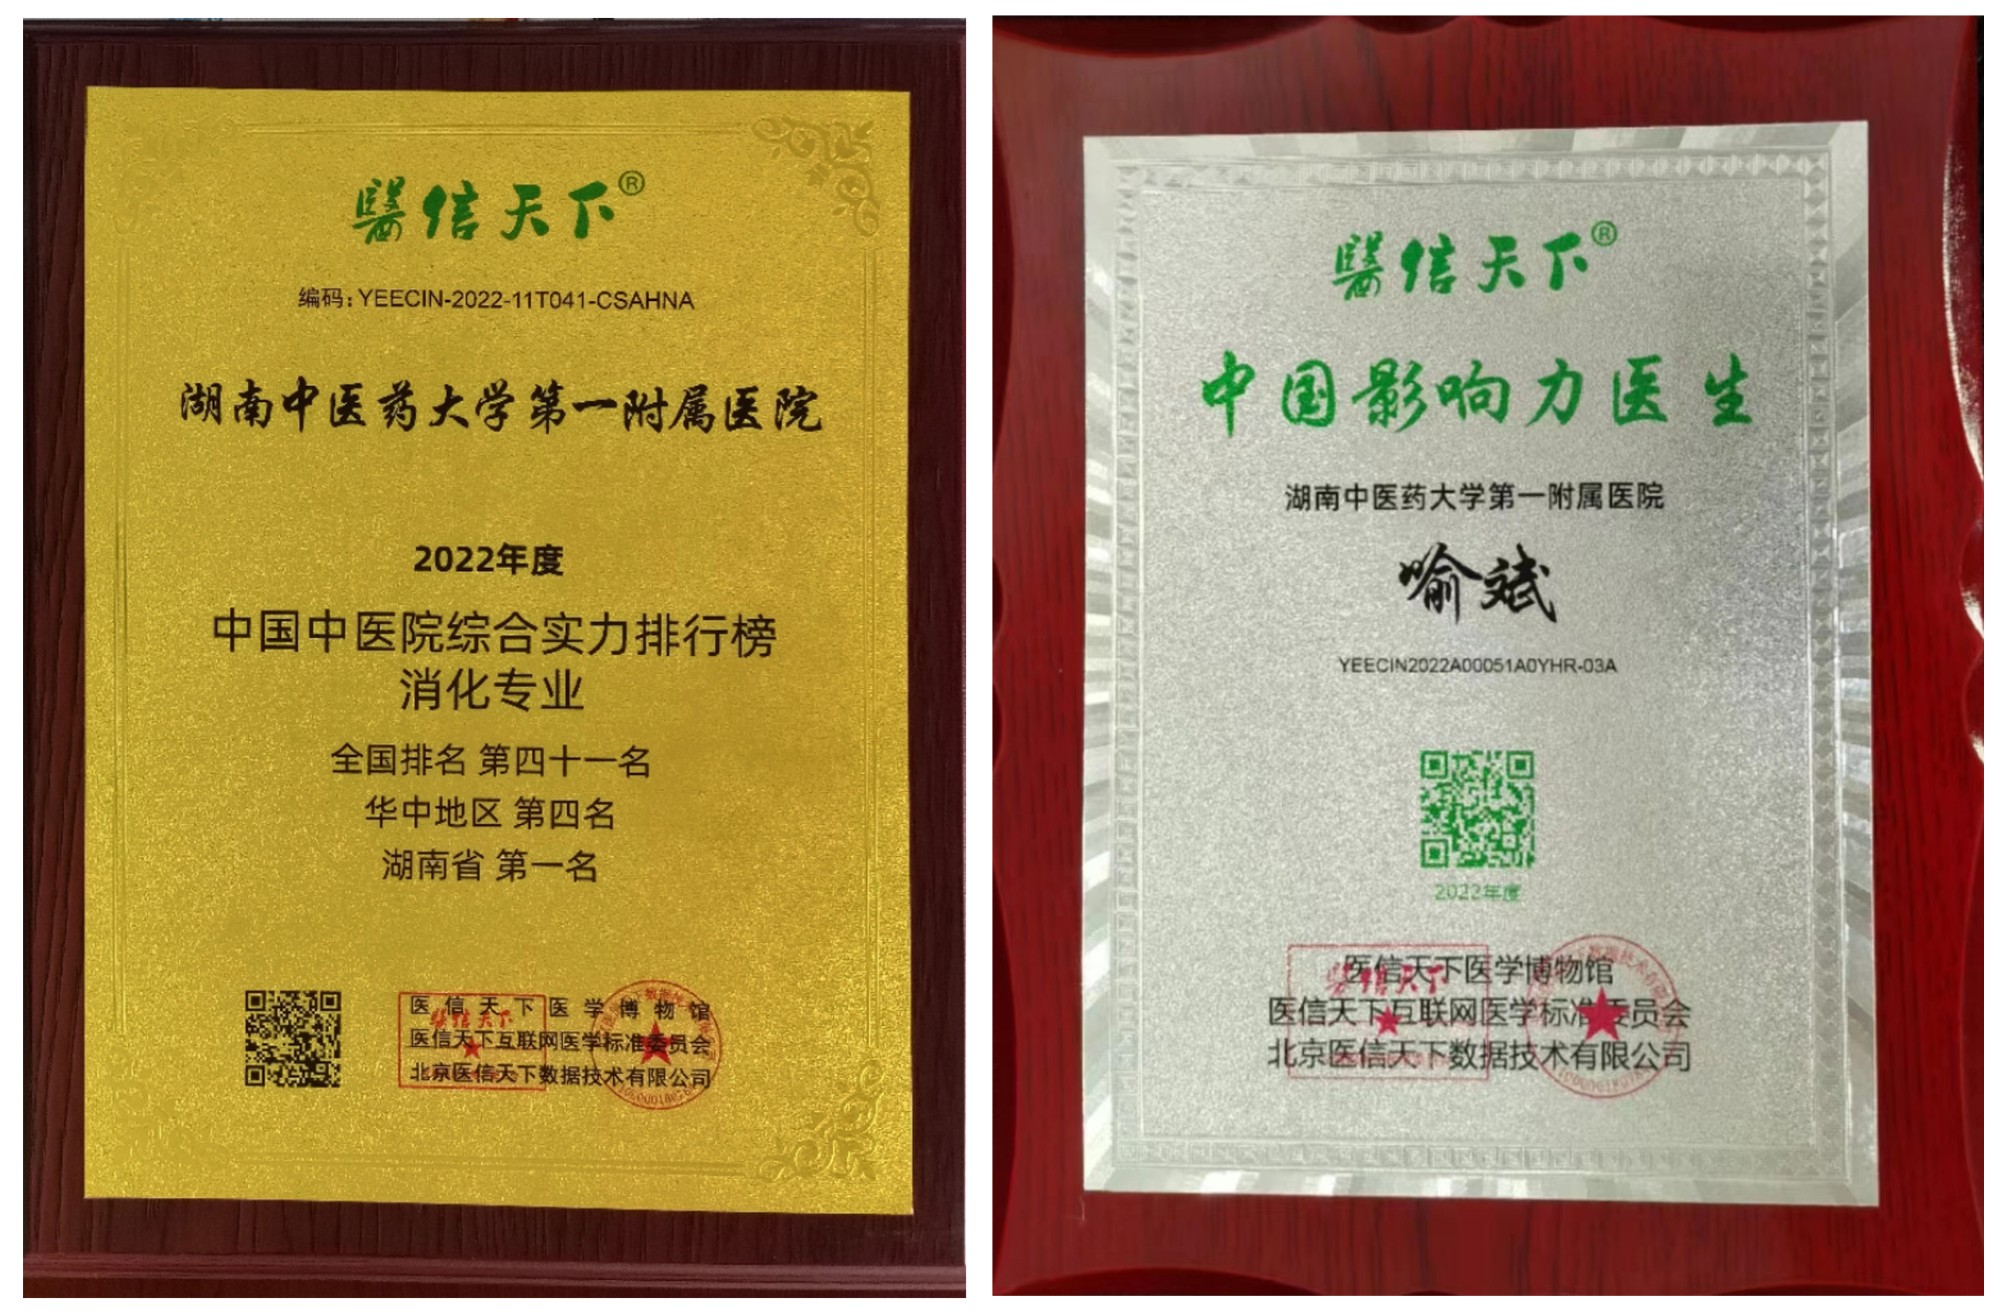 醫信天下®
编码：YEECIN-2022-11T041-CSAHNA
湖南中医药大学第一附属医院
2022年度
中国中医院综合实力排行榜
消化专业
全国排名 第四十一名
华中地区 第四名
湖南省 第一名
医信天下医学博物馆
医信天下互联网医学标准委员会
北京医信天下数据技术有限公司
醫信天下
醫信天下®
中国影响力医生
湖南中医药大学第一附属医院
喻斌
YEECIN2022A00051A0YHR-03A
2022年度
医信天下医学博物馆
医信天下互联网医学标准委员会
北京医信天下数据技术有限公司
醫信天下